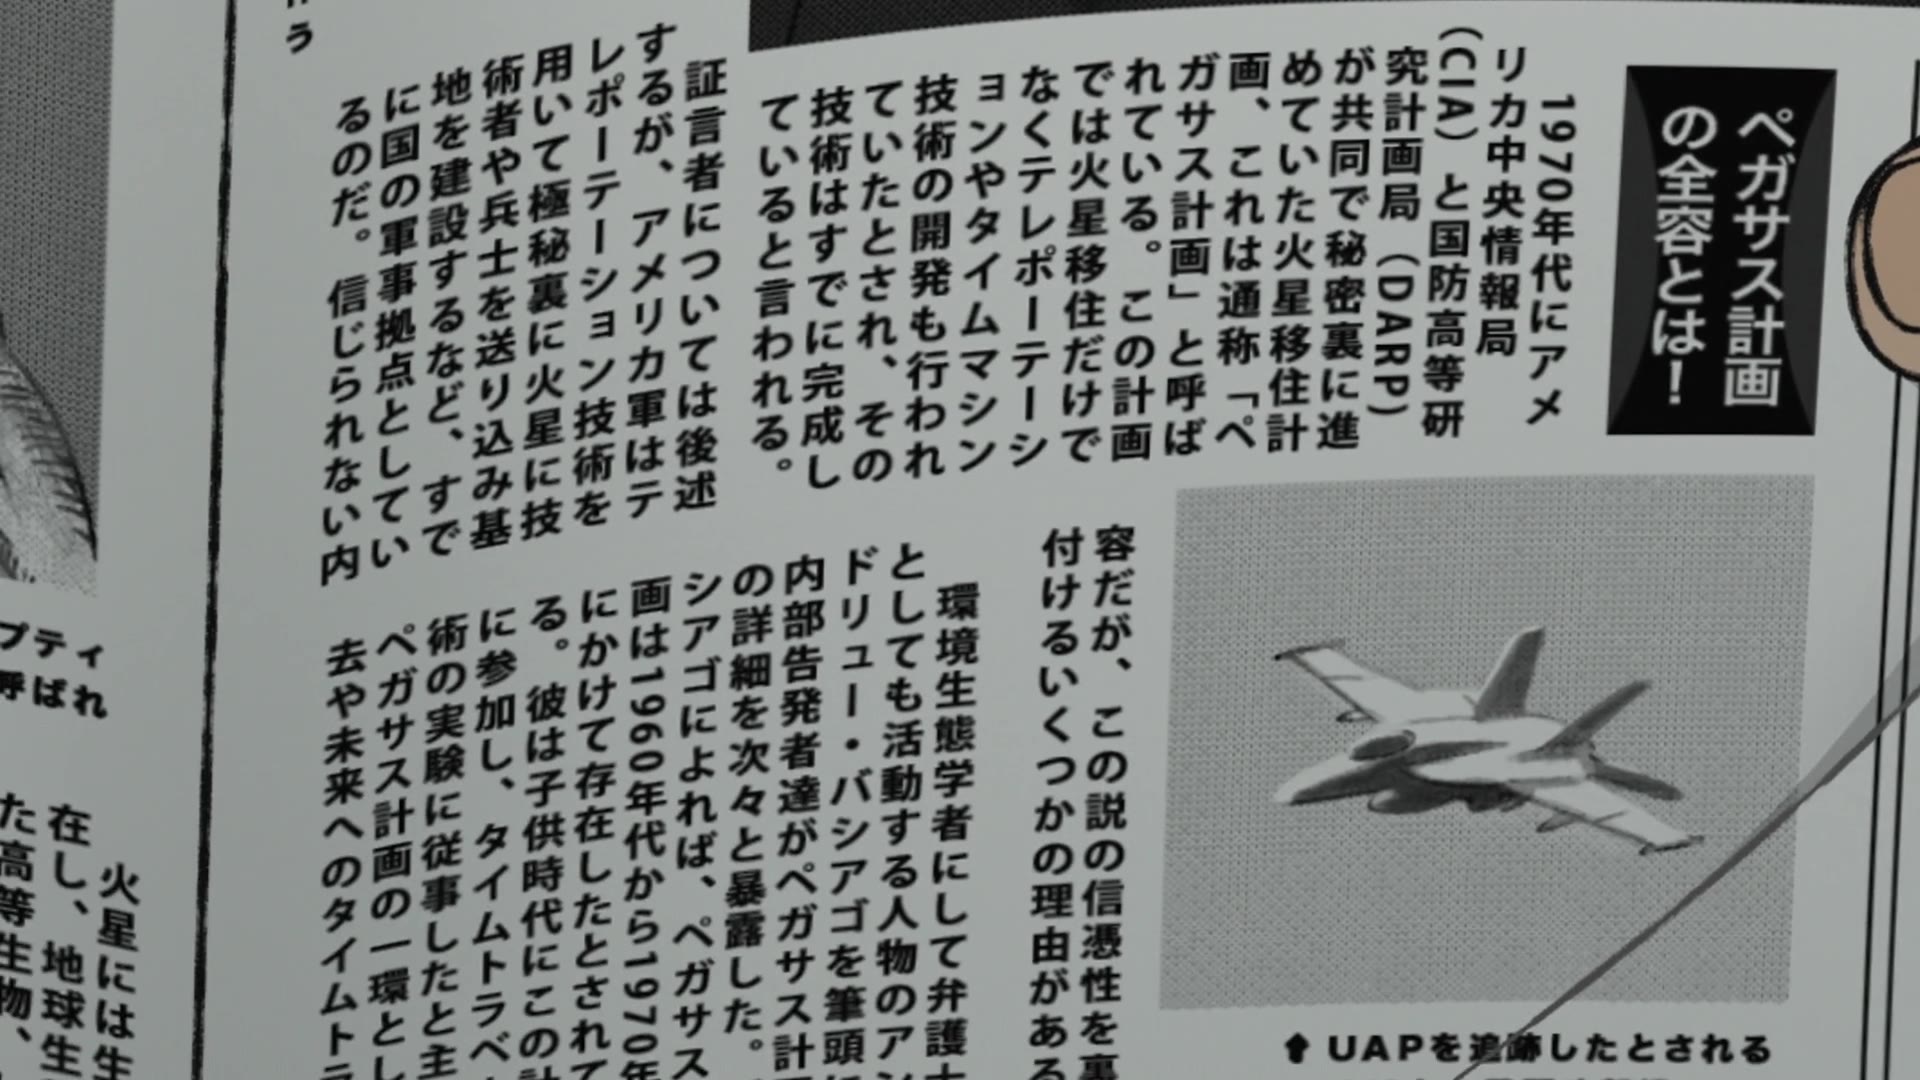 ペガサス計画
の全容とは！
1970年代にアメ
リカ中央情報局
（CIA）と国防高等研
究計画局（DARP）
が共同で秘密裏に進
めていた火星移住計
画、これは通称「ペ
ガサス計画」と呼ば
れている。この計画
では火星移住だけで
なくテレポーテーシ
ョンやタイムマシン
技術の開発も行われ
ていたとされ、その
技術はすでに完成し
ていると言われる。
証言者については後述
するが、アメリカ軍はテ
レポーテーション技術を
用いて極秘裏に火星に技
術者や兵士を送り込み基
地を建設するなど、すで
に国の軍事拠点としてい
るのだ。信じられない内
容だが、この説の信憑性を裏
付けるいくつかの理由がある
環境生態学者にして弁護士
としても活動する人物のアン
ドリュー・バシアゴを筆頭に
内部告発者達がペガサス計画
の詳細を次々と暴露した。
シアゴによれば、ペガサス
画は1960年代から1970年
にかけて存在したとされて
る。彼は子供時代にこの計
に参加し、タイムトラベ
術の実験に従事したと主
ペガサス計画の一環とし
去や未来へのタイムトラ
⬆UAPを追跡したとされる
う
プティ
呼ばれ
火星には生
在し、地球生
た高等生物、